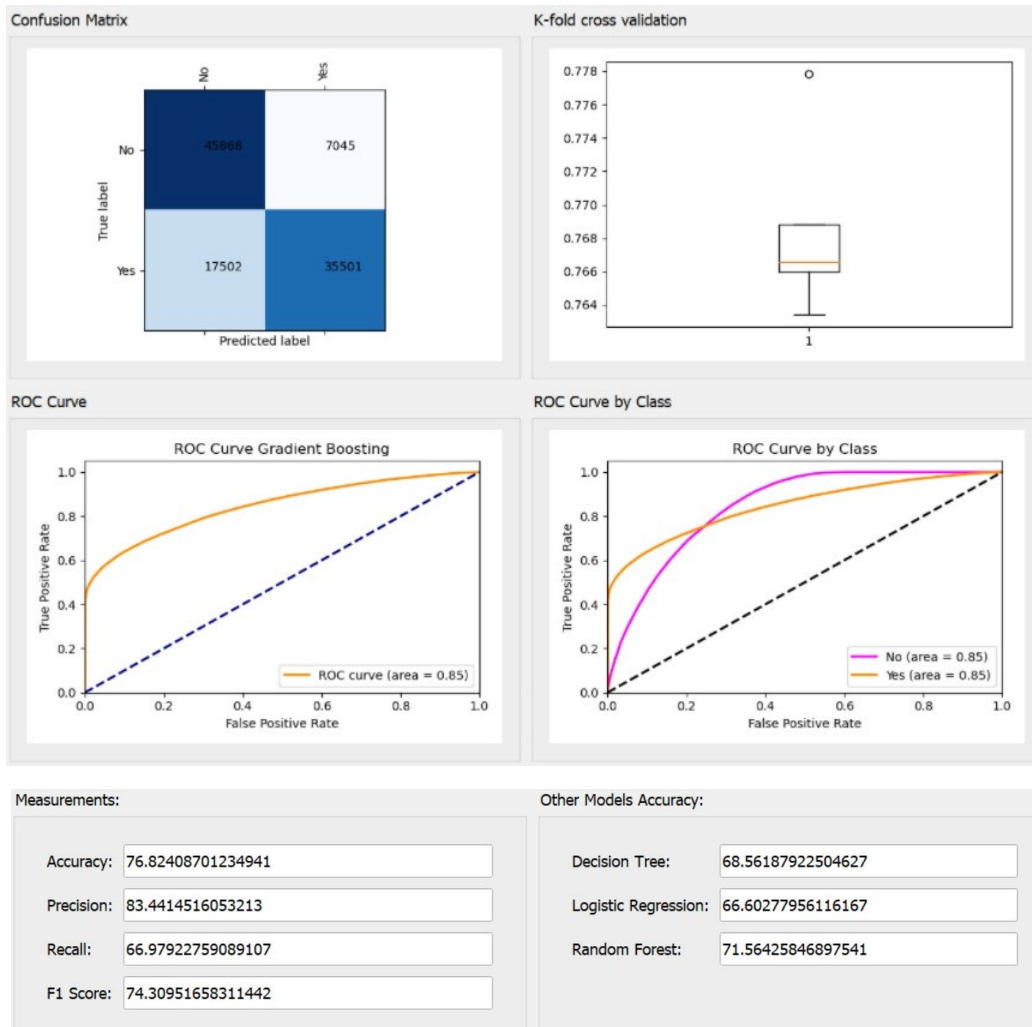 Confusion Matrix
No
Yes
No
45868
7045
True label
Yes
17502
35501
Predicted label
K-fold cross validation
0.778
0.776
0.774
0.772
0.770
0.768
0.766
0.764
1
ROC Curve
ROC Curve Gradient Boosting
1.0
0.8
0.6
0.4
0.2
0.0
True Positive Rate
ROC curve (area = 0.85)
0.0 0.2 0.4 0.6 0.8 1.0
False Positive Rate
ROC Curve by Class
ROC Curve by Class
1.0
0.8
0.6
0.4
0.2
0.0
True Positive Rate
No (area = 0.85)
Yes (area = 0.85)
0.0 0.2 0.4 0.6 0.8 1.0
False Positive Rate
Measurements:
Accuracy: 76.82408701234941
Precision: 83.4414516053213
Recall: 66.97922759089107
F1 Score: 74.30951658311442
Other Models Accuracy:
Decision Tree: 68.56187922504627
Logistic Regression: 66.60277956116167
Random Forest: 71.56425846897541